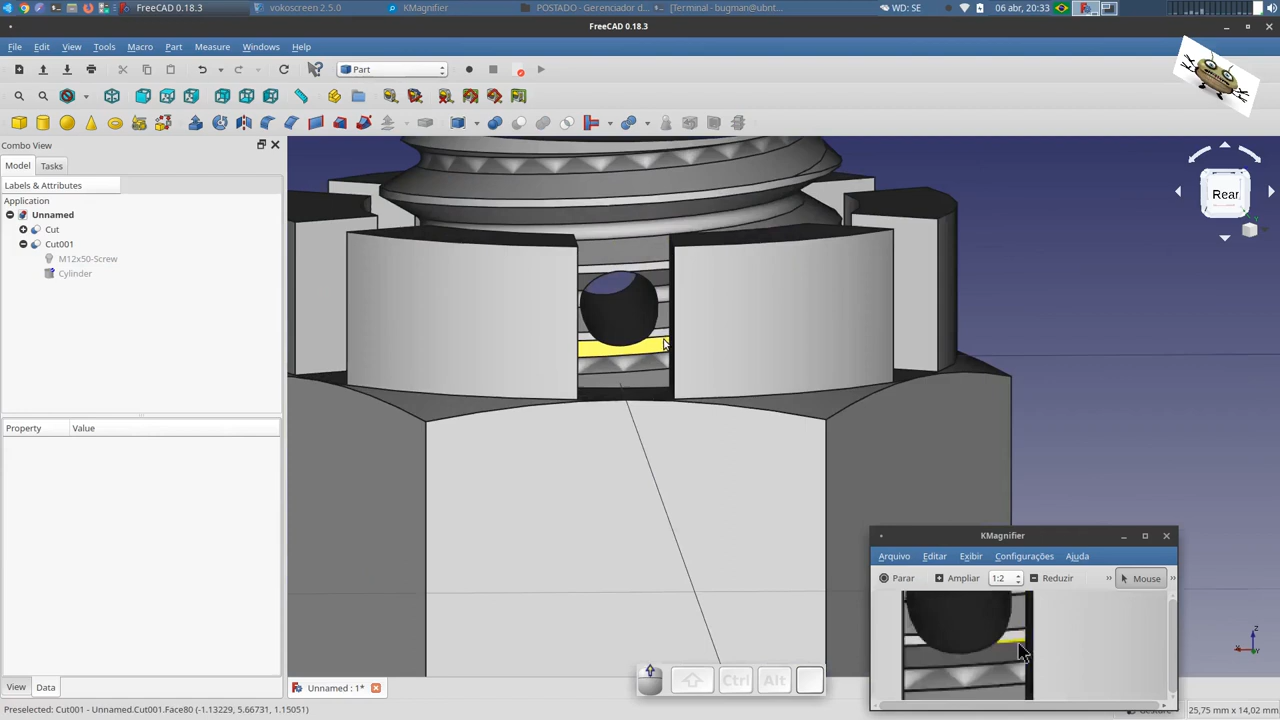 FreeCAD 0.18.3
vokoscreen 2.5.0
KMagnifier
POSTADO - Gerenciador d...
[Terminal - bugman@ubnt...
WD: SE
06 abr, 20:33
FreeCAD 0.18.3
File Edit View Tools Macro Part Measure Windows Help
Part
Combo View
Model Tasks
Labels & Attributes
Application
Unnamed
Cut
Cut001
M12x50-Screw
Cylinder
Property Value
View Data
Rear
KMagnifier
Arquivo Editar Exibir Configurações Ajuda
Parar Ampliar 1:2 Reduzir Mouse
Ctrl Alt
Unnamed : 1*
Preselected: Cut001 - Unnamed.Cut001.Face80 (-1.13229, 5.66731, 1.15051)
25,75 mm x 14,02 mm